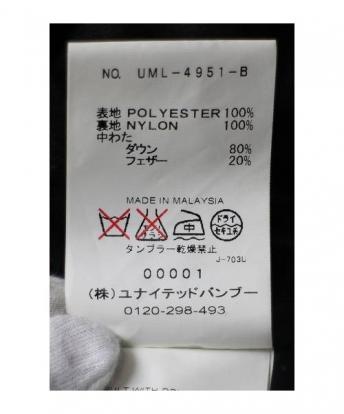 NO. UML-4951-B
表地 POLYESTER 100%
裏地 NYLON 100%
中わた
ダウン 80%
フェザー 20%
MADE IN MALAYSIA
ドライ
セキユ系
タンブラー乾燥禁止
J-703U
00001
(株)ユナイテッドバンブー
0120-298-493